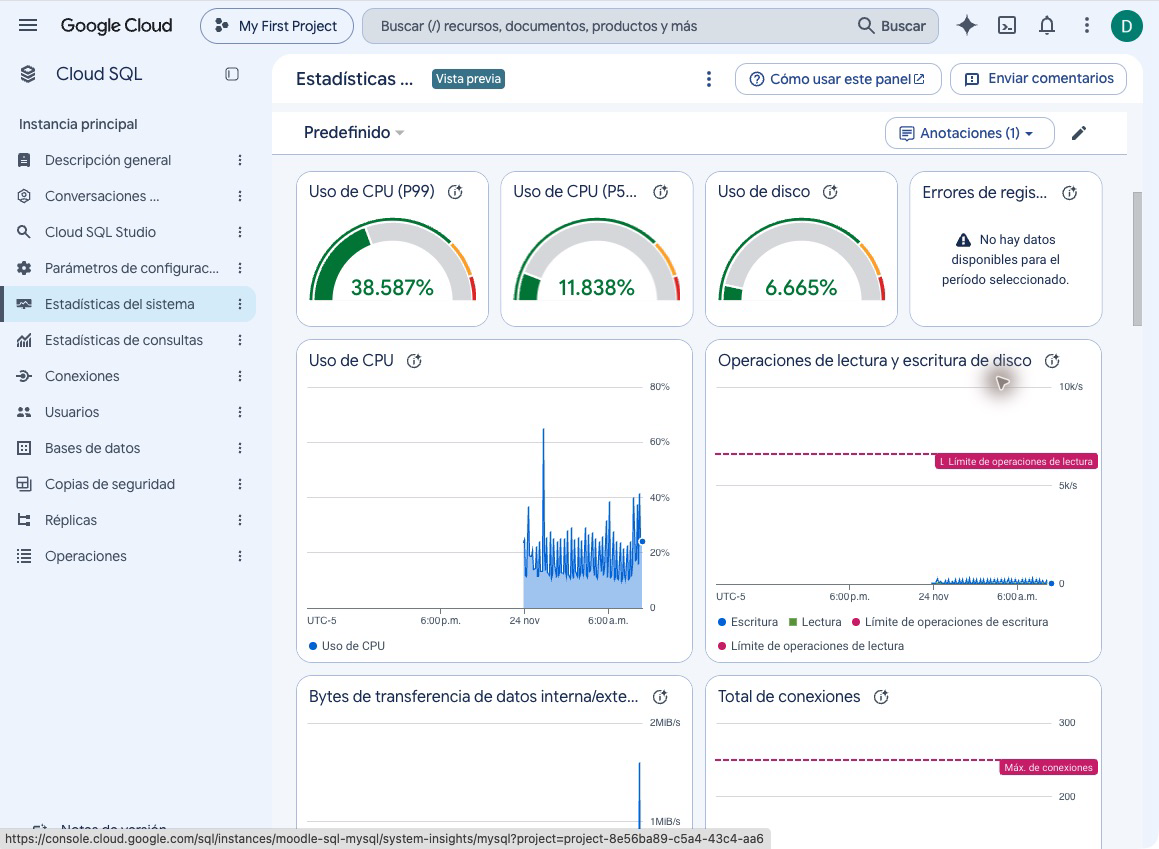 Google Cloud
My First Project
Buscar (/) recursos, documentos, productos y más
Buscar
D
Cloud SQL
Instancia principal
Descripción general
Conversaciones ...
Cloud SQL Studio
Parámetros de configurac...
Estadísticas del sistema
Estadísticas de consultas
Conexiones
Usuarios
Bases de datos
Copias de seguridad
Réplicas
Operaciones
Notas de versión
Estadísticas ...
Vista previa
Cómo usar este panel
Enviar comentarios
Predefinido
Anotaciones (1)
Uso de CPU (P99)
38.587%
Uso de CPU (P5...
11.838%
Uso de disco
6.665%
Errores de regis...
No hay datos
disponibles para el
período seleccionado.
Uso de CPU
80%
60%
40%
20%
0
UTC-5
6:00 p.m.
24 nov
6:00 a.m.
Uso de CPU
Operaciones de lectura y escritura de disco
10k/s
L Límite de operaciones de lectura
5k/s
0
UTC-5
6:00 p.m.
24 nov
6:00 a.m.
Escritura Lectura Límite de operaciones de escritura
Límite de operaciones de lectura
Bytes de transferencia de datos interna/exte...
2MiB/s
1MiB/s
Total de conexiones
300
Máx. de conexiones
200
https://console.cloud.google.com/sql/instances/moodle-sql-mysql/system-insights/mysql?project=project-8e56ba89-c5a4-43c4-aa6